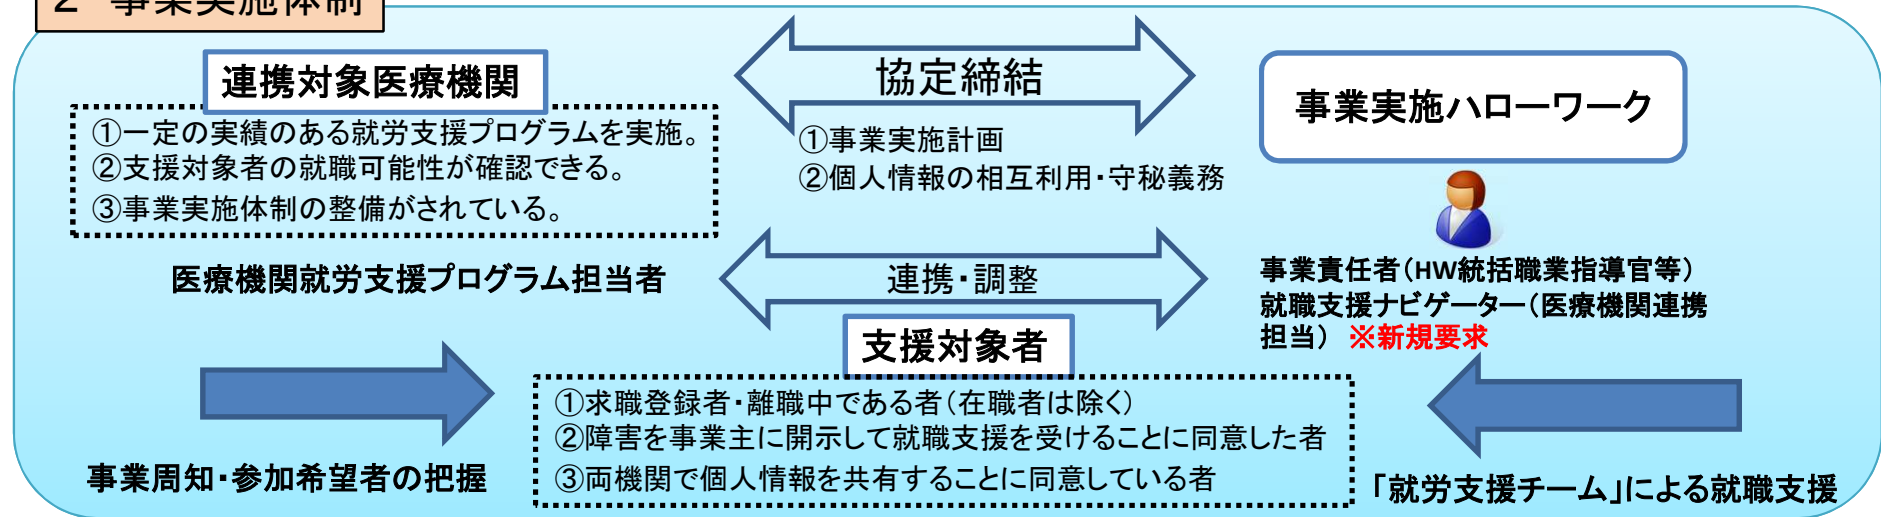 2 事業実施体制
連携対象医療機関
①一定の実績のある就労支援プログラムを実施。
②支援対象者の就職可能性が確認できる。
③事業実施体制の整備がされている。
協定締結
①事業実施計画
②個人情報の相互利用・守秘義務
事業実施ハローワーク
医療機関就労支援プログラム担当者
連携・調整
事業責任者(HW統括職業指導官等)
就職支援ナビゲーター(医療機関連携
担当) ※新規要求
支援対象者
①求職登録者・離職中である者(在職者は除く)
②障害を事業主に開示して就職支援を受けることに同意した者
③両機関で個人情報を共有することに同意している者
事業周知・参加希望者の把握
「就労支援チーム」による就職支援